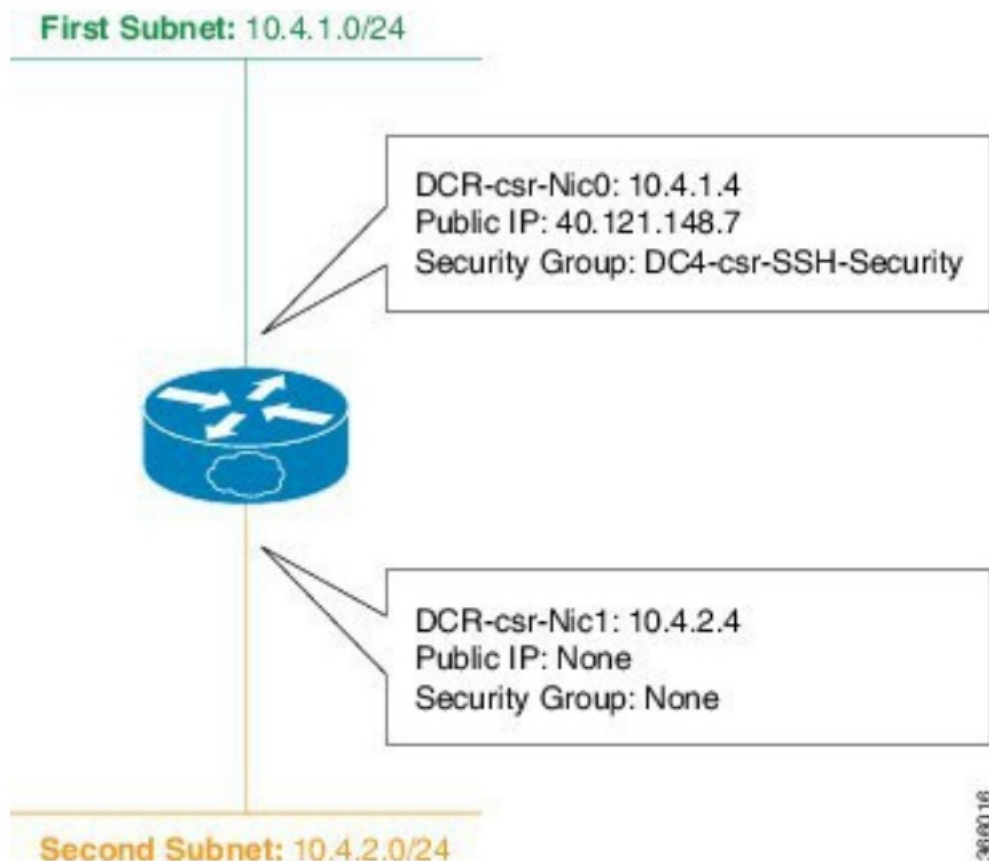 First Subnet: 10.4.1.0/24
DCR-csr-Nic0: 10.4.1.4
Public IP: 40.121.148.7
Security Group: DC4-csr-SSH-Security
DCR-csr-Nic1: 10.4.2.4
Public IP: None
Security Group: None
Second Subnet: 10.4.2.0/24
366016